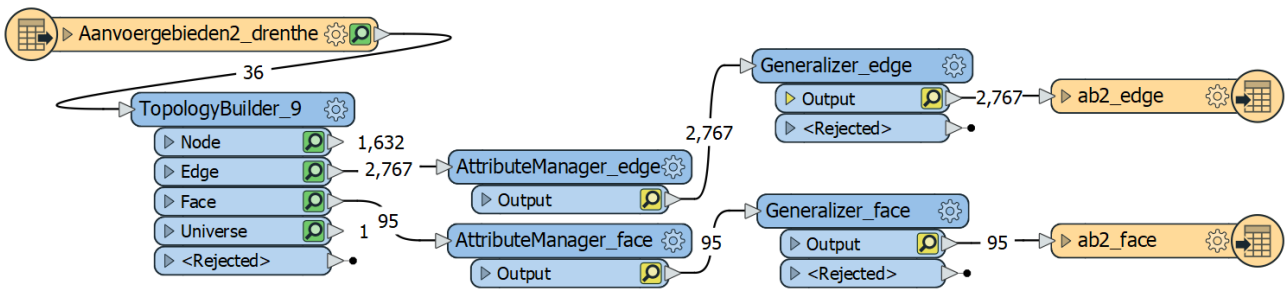 Aanvoergebieden2_drenthe
36
TopologyBuilder_9
Node
1,632
Edge
2,767
Face
95
Universe
1
<Rejected>
AttributeManager_edge
Output
2,767
AttributeManager_face
Output
95
Generalizer_edge
Output
2,767
<Rejected>
Generalizer_face
Output
95
<Rejected>
ab2_edge
ab2_face